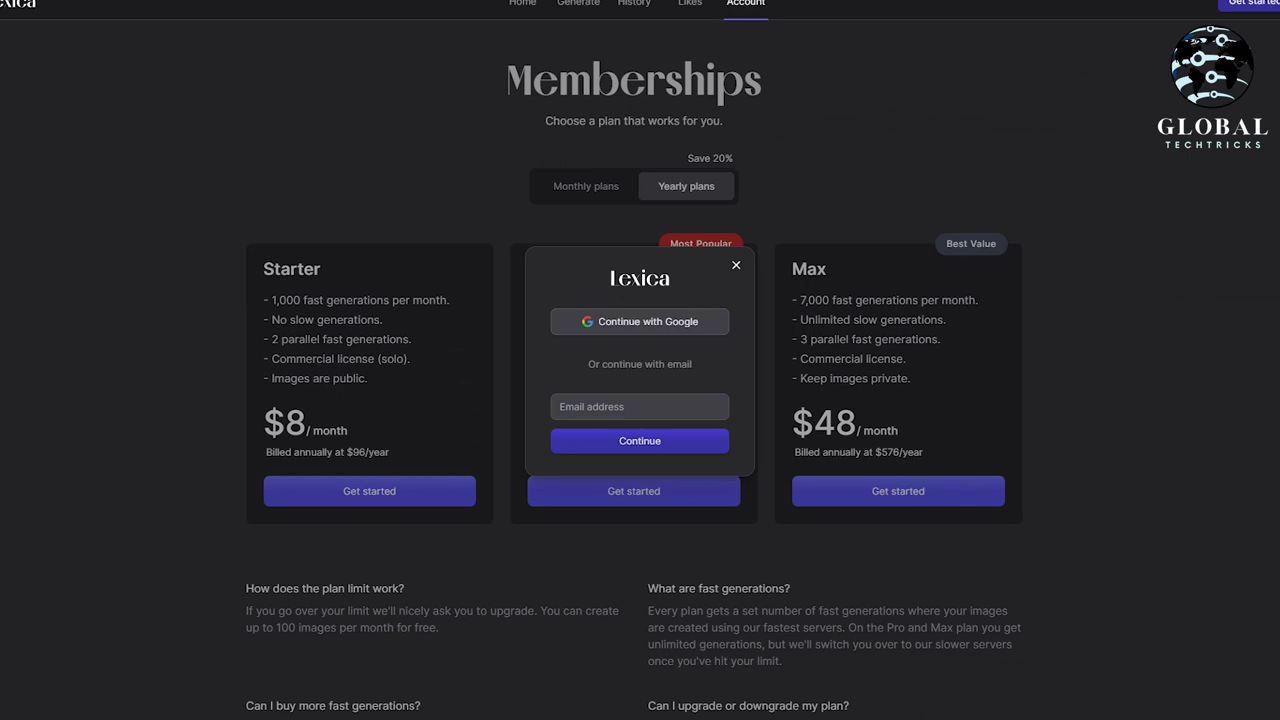 Home Generate History Likes Account
Get started
Memberships
Choose a plan that works for you.
Save 20%
Monthly plans Yearly plans
Starter
- 1,000 fast generations per month.
- No slow generations.
- 2 parallel fast generations.
- Commercial license (solo).
- Images are public.
$8 / month
Billed annually at $96/year
Get started
Most Popular
Lexica
Continue with Google
Or continue with email
Email address
Continue
Get started
Best Value
Max
- 7,000 fast generations per month.
- Unlimited slow generations.
- 3 parallel fast generations.
- Commercial license.
- Keep images private.
$48 / month
Billed annually at $576/year
Get started
How does the plan limit work?
If you go over your limit we'll nicely ask you to upgrade. You can create
up to 100 images per month for free.
What are fast generations?
Every plan gets a set number of fast generations where your images
are created using our fastest servers. On the Pro and Max plan you get
unlimited generations, but we'll switch you over to our slower servers
once you've hit your limit.
Can I buy more fast generations?
Can I upgrade or downgrade my plan?
GLOBAL
TECHTRICKS